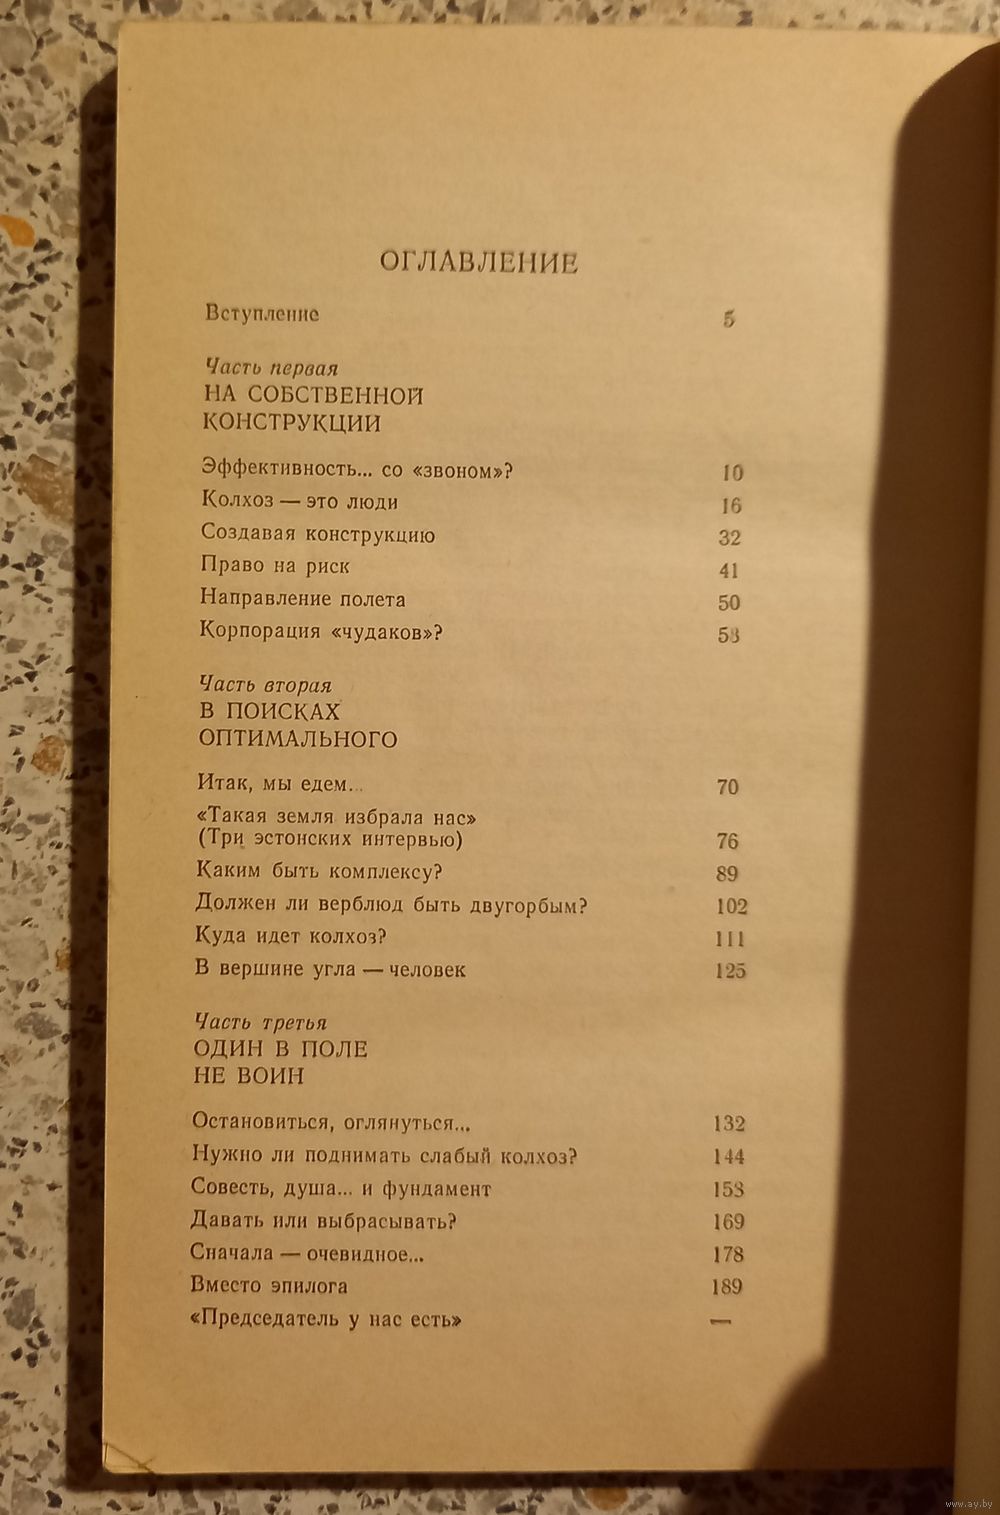 ОГЛАВЛЕНИЕ
Вступление 5
Часть первая
НА СОБСТВЕННОЙ
КОНСТРУКЦИИ
Эффективность... со «звоном»? 10
Колхоз — это люди 16
Создавая конструкцию 32
Право на риск 41
Направление полета 50
Корпорация «чудаков»?
Часть вторая
В ПОИСКАХ
ОПТИМАЛЬНОГО
Итак, мы едем... 70
«Такая земля избрала нас»
(Три эстонских интервью) 76
Каким быть комплексу? 89
Должен ли верблюд быть двугорбым? 102
Куда идет колхоз? 111
В вершине угла — человек 125
Часть третья
ОДИН В ПОЛЕ
НЕ ВОИН
Остановиться, оглянуться... 132
Нужно ли поднимать слабый колхоз? 144
Совесть, душа... и фундамент
Давать или выбрасывать? 169
Сначала — очевидное... 178
Вместо эпилога 189
«Председатель у нас есть» —
www.ay.by